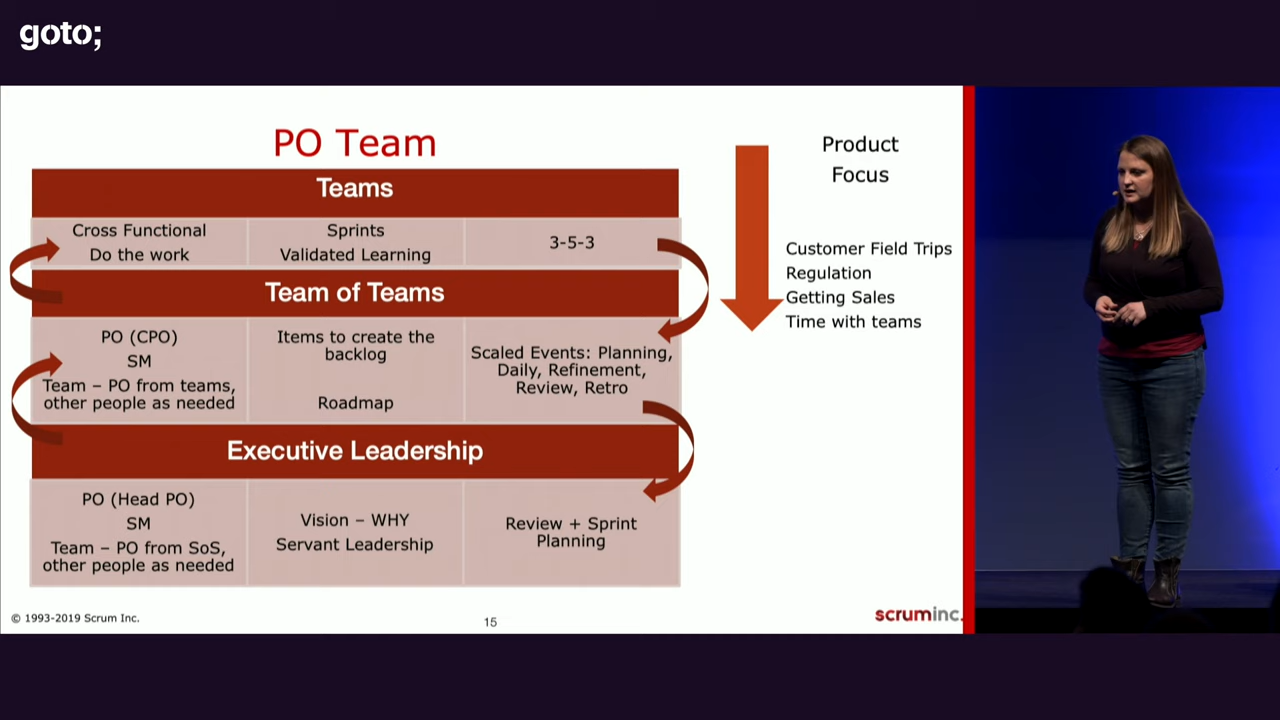 goto;
PO Team
Teams
Cross Functional
Do the work
Sprints
Validated Learning
3-5-3
Team of Teams
PO (CPO)
SM
Team – PO from teams,
other people as needed
Items to create the
backlog
Roadmap
Scaled Events: Planning,
Daily, Refinement,
Review, Retro
Executive Leadership
PO (Head PO)
SM
Team – PO from SoS,
other people as needed
Vision – WHY
Servant Leadership
Review + Sprint
Planning
Product
Focus
Customer Field Trips
Regulation
Getting Sales
Time with teams
© 1993-2019 Scrum Inc.
15
scruminc.